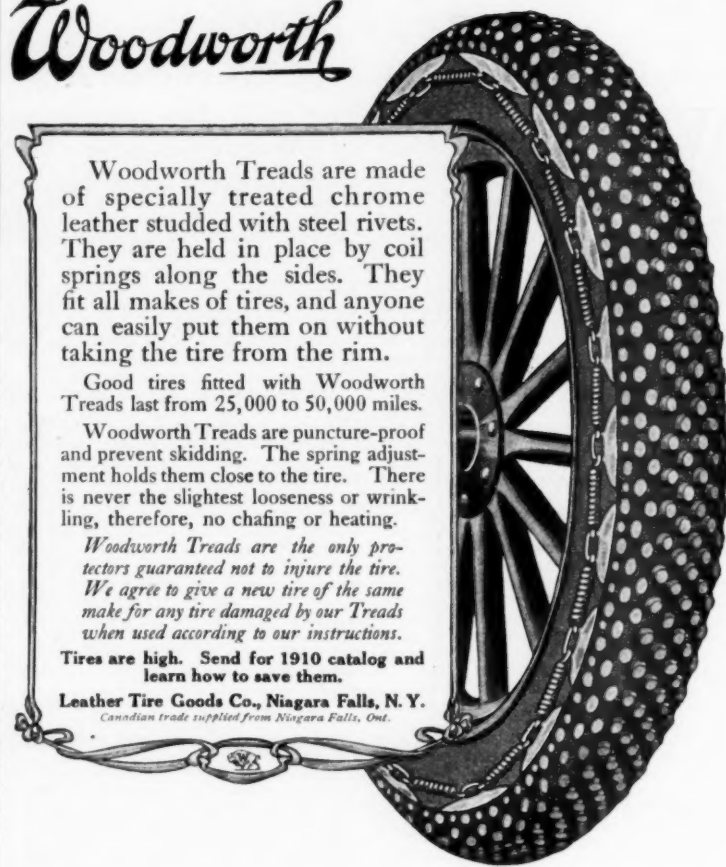 Woodworth
Woodworth Treads are made
of specially treated chrome
leather studded with steel rivets.
They are held in place by coil
springs along the sides. They
fit all makes of tires, and anyone
can easily put them on without
taking the tire from the rim.
Good tires fitted with Woodworth
Treads last from 25,000 to 50,000 miles.
Woodworth Treads are puncture-proof
and prevent skidding. The spring adjust-
ment holds them close to the tire. There
is never the slightest looseness or wrink-
ling, therefore, no chafing or heating.
Woodworth Treads are the only pro-
tectors guaranteed not to injure the tire.
We agree to give a new tire of the same
make for any tire damaged by our Treads
when used according to our instructions.
Tires are high. Send for 1910 catalog and
learn how to save them.
Leather Tire Goods Co., Niagara Falls, N. Y.
Canadian trade supplied from Niagara Falls, Ont.